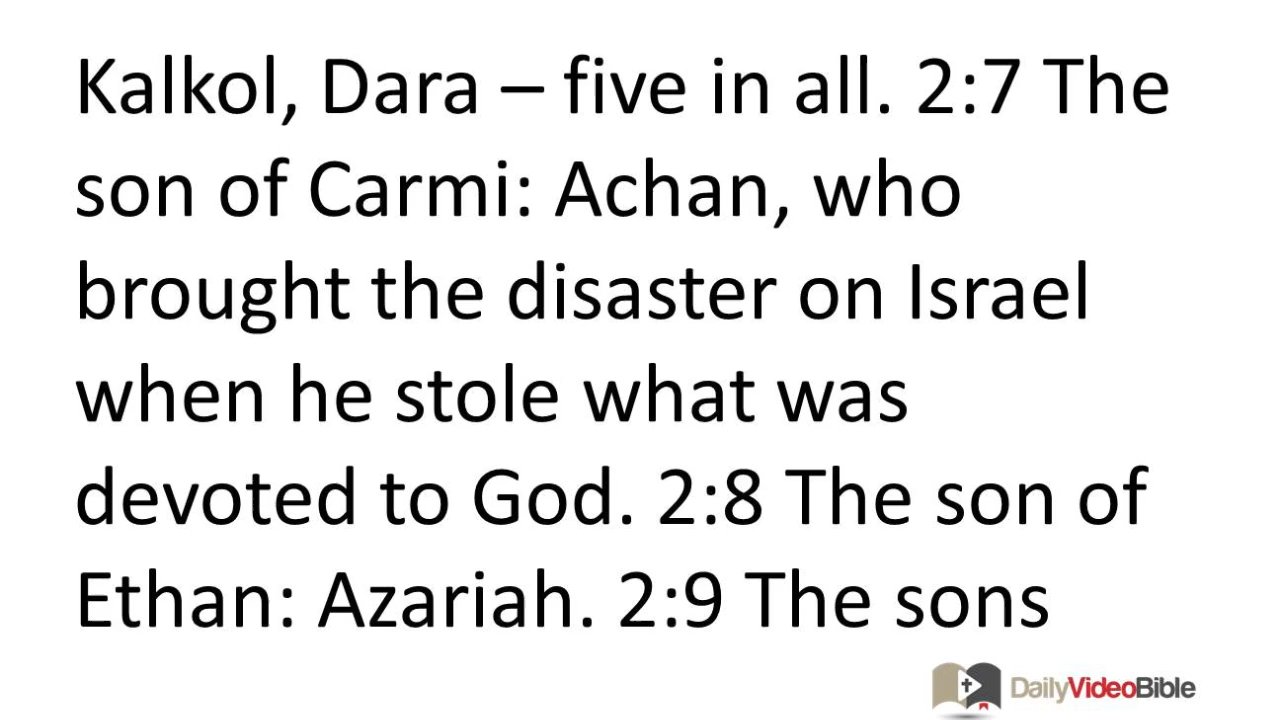 Kalkol, Dara – five in all. 2:7 The
son of Carmi: Achan, who
brought the disaster on Israel
when he stole what was
devoted to God. 2:8 The son of
Ethan: Azariah. 2:9 The sons
DailyVideoBible